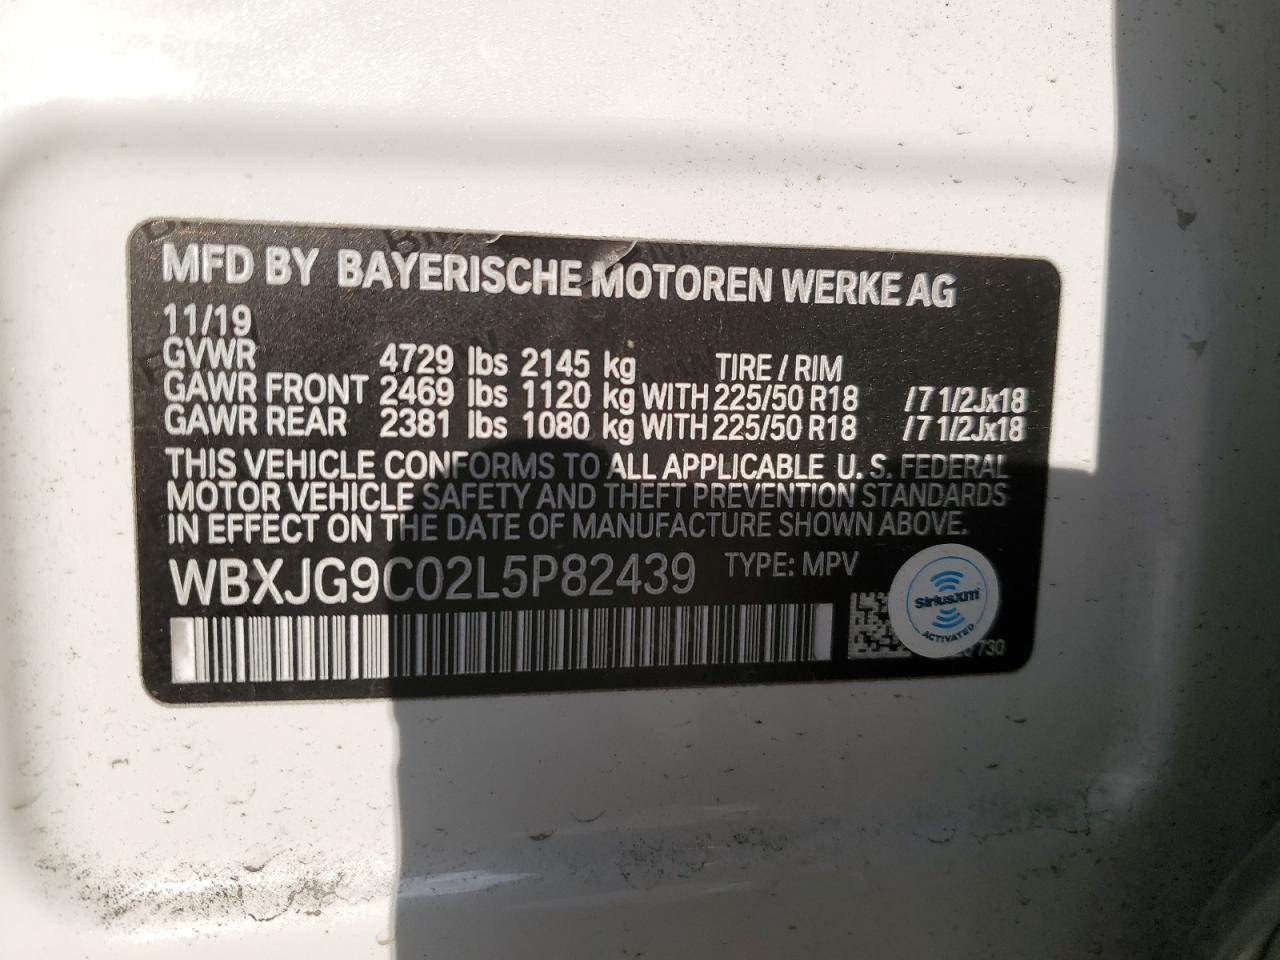 MFD BY BAYERISCHE MOTOREN WERKE AG
11/19
GVWR 4729 lbs 2145 kg TIRE / RIM
GAWR FRONT 2469 lbs 1120 kg WITH 225/50 R18 /7 1/2Jx18
GAWR REAR 2381 lbs 1080 kg WITH 225/50 R18 /7 1/2Jx18
THIS VEHICLE CONFORMS TO ALL APPLICABLE U. S. FEDERAL
MOTOR VEHICLE SAFETY AND THEFT PREVENTION STANDARDS
IN EFFECT ON THE DATE OF MANUFACTURE SHOWN ABOVE.
WBXJG9C02L5P82439 TYPE: MPV
SiriusXM
ACTIVATED